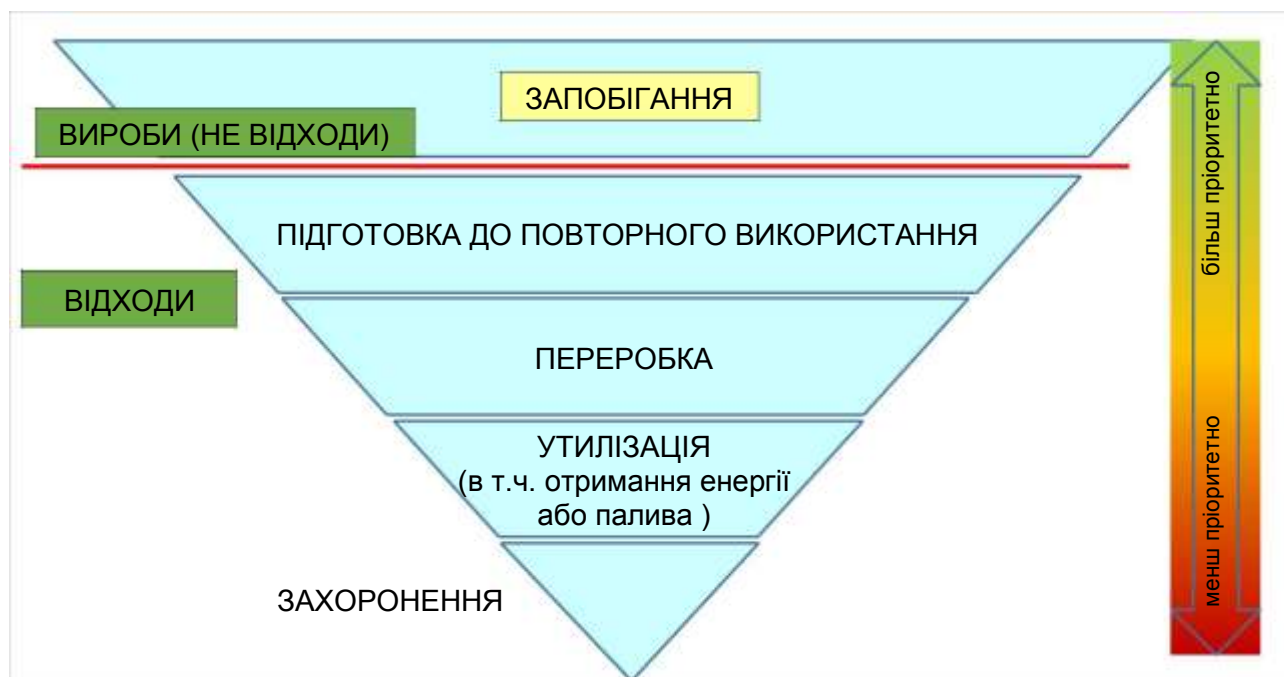 ЗАПОБІГАННЯ
ВИРОБИ (НЕ ВІДХОДИ)
ПІДГОТОВКА ДО ПОВТОРНОГО ВИКОРИСТАННЯ
ВІДХОДИ
ПЕРЕРОБКА
УТИЛІЗАЦІЯ
(в т.ч. отримання енергії
або палива )
ЗАХОРОНЕННЯ
більш пріоритетно
менш пріоритетно